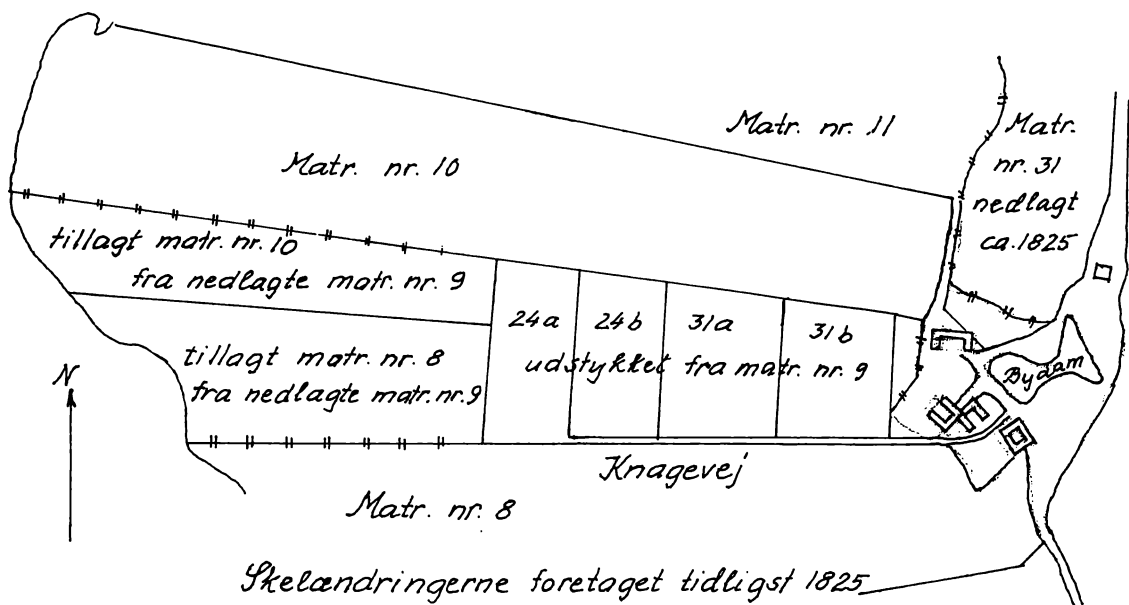 Matr. nr. 11
Matr.
nr. 31
nedlagt
ca. 1825
Matr. nr. 10
tillagt matr. nr. 10
fra nedlagte matr. nr. 9
24a
24b
31a
31b
udstykket fra matr. nr. 9
tillagt matr. nr. 8
fra nedlagte matr. nr. 9
Bydam
N
Knagevej
Matr. nr. 8
Skelændringerne foretaget tidligst 1825